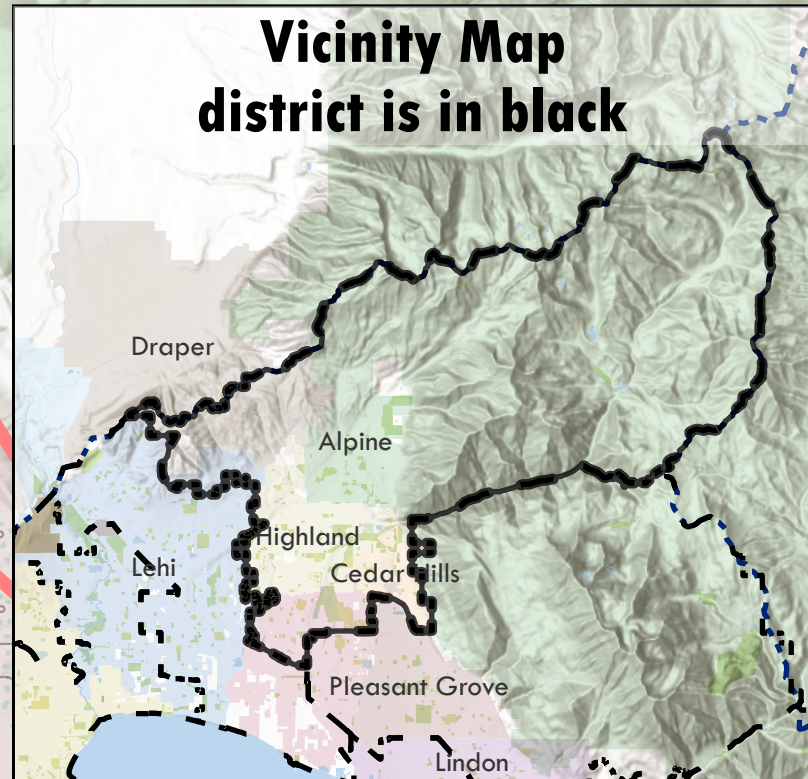 Vicinity Map
district is in black
Draper
Alpine
Highland
Lehi
Cedar Hills
Pleasant Grove
Lindon